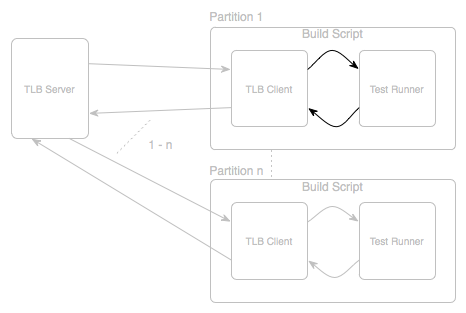 Partition 1
Build Script
TLB Server
TLB Client
Test Runner
1 - n
Partition n
Build Script
TLB Client
Test Runner